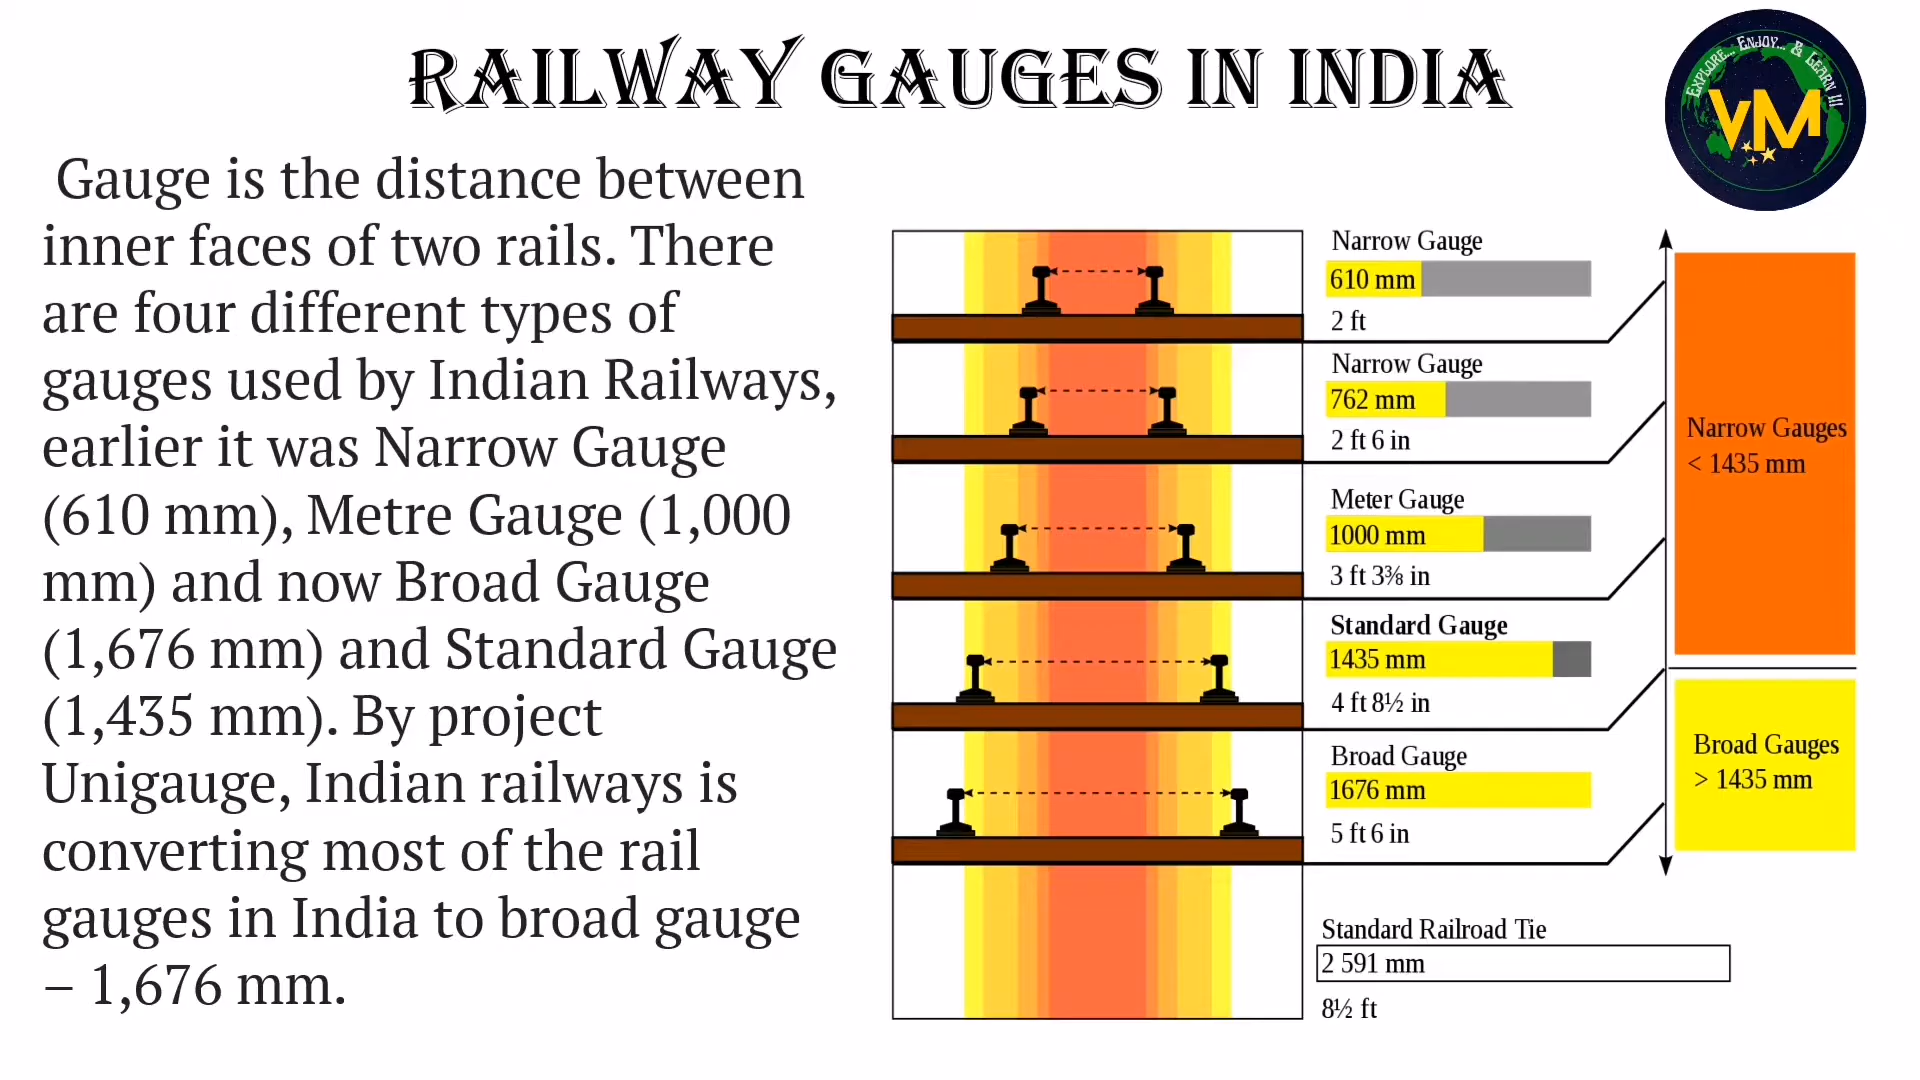 RAILWAY GAUGES IN INDIA
EXPLORE... ENJOY... & LEARN !!!
VM
Gauge is the distance between
inner faces of two rails. There
are four different types of
gauges used by Indian Railways,
earlier it was Narrow Gauge
(610 mm), Metre Gauge (1,000
mm) and now Broad Gauge
(1,676 mm) and Standard Gauge
(1,435 mm). By project
Unigauge, Indian railways is
converting most of the rail
gauges in India to broad gauge
– 1,676 mm.
Narrow Gauge
610 mm
2 ft
Narrow Gauge
762 mm
2 ft 6 in
Meter Gauge
1000 mm
3 ft 3⅜ in
Standard Gauge
1435 mm
4 ft 8½ in
Broad Gauge
1676 mm
5 ft 6 in
Narrow Gauges
< 1435 mm
Broad Gauges
> 1435 mm
Standard Railroad Tie
2 591 mm
8½ ft